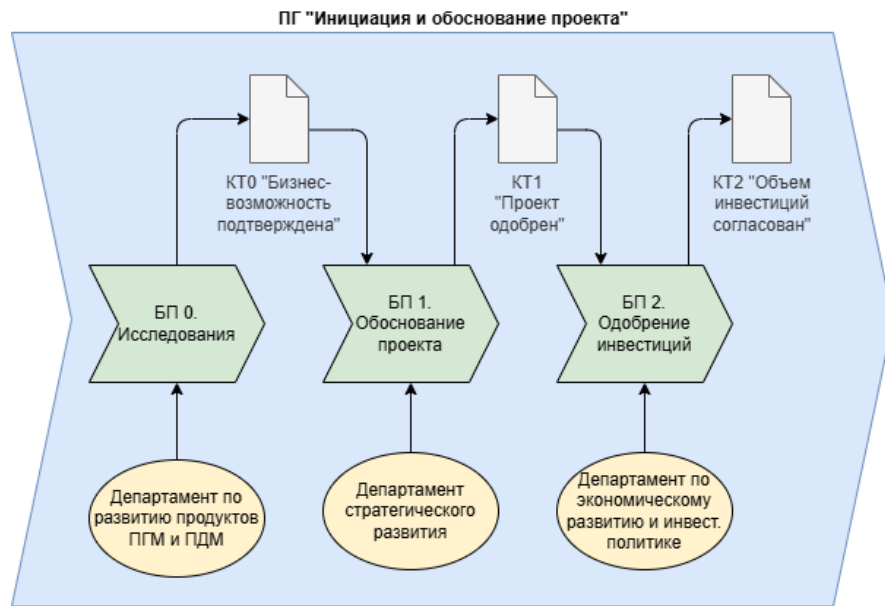 ПГ "Инициация и обоснование проекта"
КТ0 "Бизнес-
возможность
подтверждена"
КТ1
"Проект
одобрен"
КТ2 "Объем
инвестиций
согласован"
БП 0.
Исследования
БП 1.
Обоснование
проекта
БП 2.
Одобрение
инвестиций
Департамент по
развитию продуктов
ПГМ и ПДМ
Департамент
стратегического
развития
Департамент по
экономическому
развитию и инвест.
политике